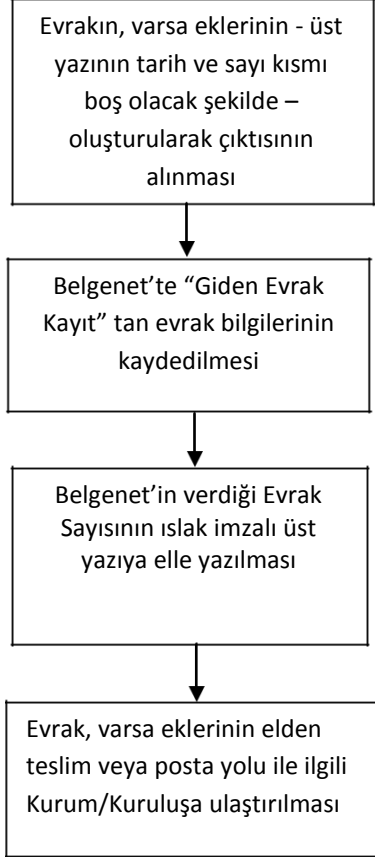 Evrakın, varsa eklerinin - üst
yazının tarih ve sayı kısmı
boş olacak şekilde –
oluşturularak çıktısının
alınması
Belgenet’te “Giden Evrak
Kayıt” tan evrak bilgilerinin
kaydedilmesi
Belgenet’in verdiği Evrak
Sayısının ıslak imzalı üst
yazıya elle yazılması
Evrak, varsa eklerinin elden
teslim veya posta yolu ile ilgili
Kurum/Kuruluşa ulaştırılması